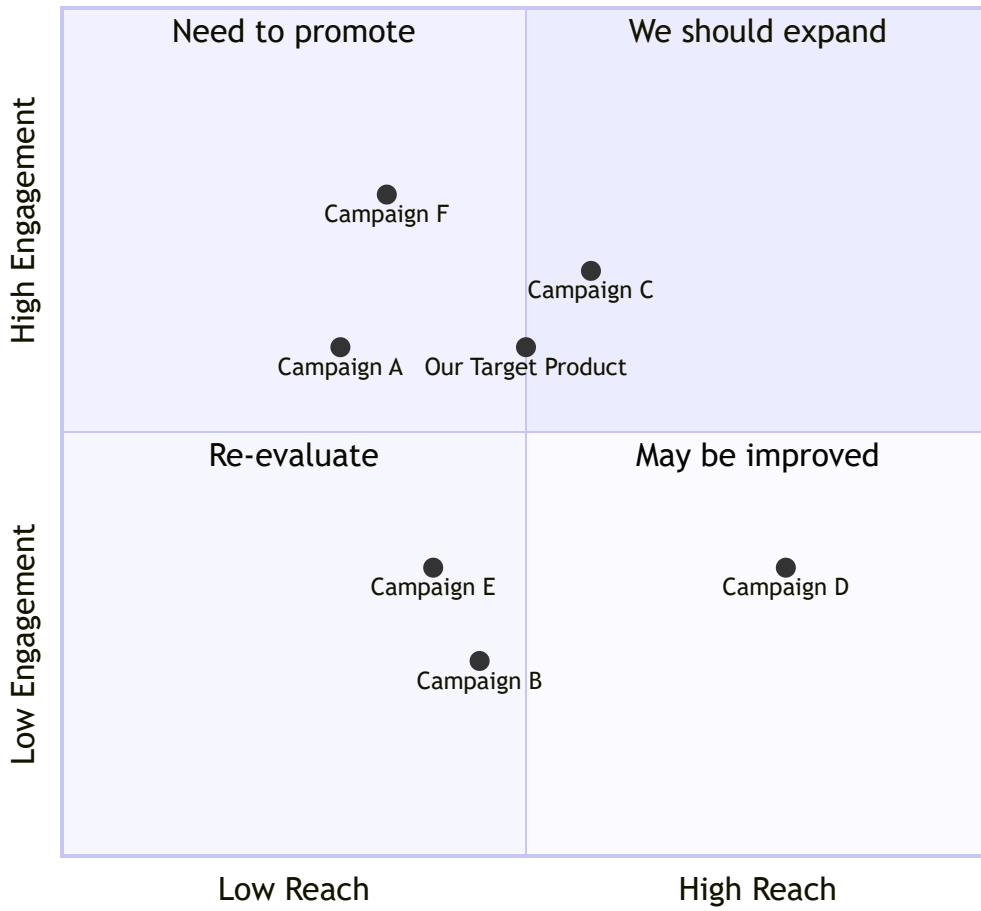 Need to promote
We should expand
High Engagement
Campaign F
Campaign C
Campaign A
Our Target Product
Re-evaluate
May be improved
Low Engagement
Campaign E
Campaign D
Campaign B
Low Reach
High Reach